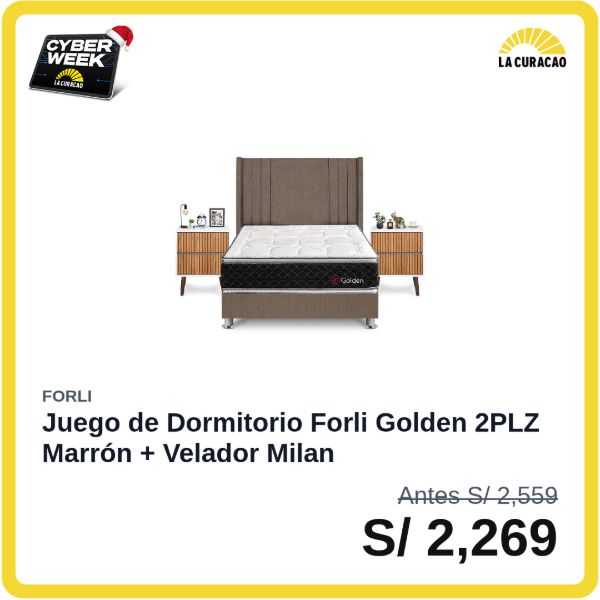 CYBER
WEEK
LA CURACAO
LA CURACAO
Golden
FORLI
Juego de Dormitorio Forli Golden 2PLZ
Marrón + Velador Milan
Antes S/ 2,559
S/ 2,269